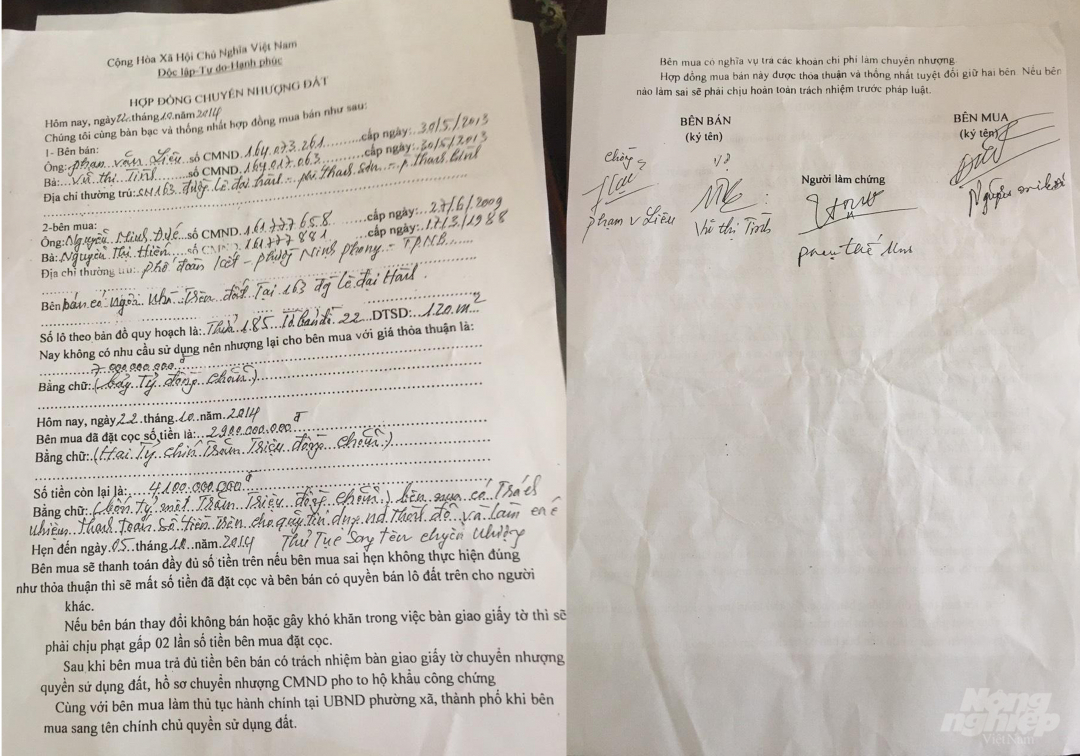 Cộng Hòa Xã Hội Chủ Nghĩa Việt Nam
Độc lập-Tự do-Hạnh phúc
HỢP ĐỒNG CHUYỂN NHƯỢNG ĐẤT
Hôm nay, ngày 22 tháng 10 năm 2014
Chúng tôi cùng bàn bạc và thống nhất hợp đồng mua bán như sau:
1- Bên bán:
Ông: phạm văn Liêu số CMND. 164.073.261 cấp ngày: 30/5/2013
Bà: Vũ thị Tình số CMND. 164.017.063 cấp ngày: 30/5/2013
Địa chỉ thường trú: SN 163 đường lê đại hành - phố Thanh Sơn - p. Thanh Bình
2-bên mua:
Ông: Nguyễn Minh Đức số CMND. 161777658 cấp ngày: 27/6/2009
Bà: Nguyễn Thị Hiền số CMND. 161777881 cấp ngày: 17/3/1988
Địa chỉ thường trú: phố đoàn kết - phường Ninh phong - TPNB
Bên bán có ngôi nhà trên đất Tại 163 đg lê đại Hành
Số lô theo bản đồ quy hoạch là: Thửa 185 tờ bản đồ 22 DTSD: 120 m2
Nay không có nhu cầu sử dụng nên nhượng lại cho bên mua với giá thỏa thuận là:
7.000.000.000đ
Bằng chữ: (bảy Tỷ đồng chẵn)
Hôm nay, ngày 22 tháng 10 năm 2014
Bên mua đã đặt cọc số tiền là: 2900.000.000đ
Bằng chữ: (Hai Tỷ chín Trăm Triệu đồng chẵn)
Số tiền còn lại là: 4100.000.000đ
Bằng chữ: (bốn tỷ một Trăm Triệu đồng chẵn) bên mua có Trách
nhiệm thanh toán số tiền trên cho quỹ tín dụng và làm
Hẹn đến ngày 05 tháng năm 2014 Thủ Tục Sang tên chuyển nhượng
Bên mua sẽ thanh toán đầy đủ số tiền trên nếu bên mua sai hẹn không thực hiện đúng
như thỏa thuận thì sẽ mất số tiền đã đặt cọc và bên bán có quyền bán lô đất trên cho người
khác.
Nếu bên bán thay đổi không bán hoặc gây khó khăn trong việc bàn giao giấy tờ thì sẽ
phải chịu phạt gấp 02 lần số tiền bên mua đặt cọc.
Sau khi bên mua trả đủ tiền bên bán có trách nhiệm bàn giao giấy tờ chuyển nhượng
quyền sử dụng đất, hồ sơ chuyển nhượng CMND pho to hộ khẩu công chứng
Cùng với bên mua làm thủ tục hành chính tại UBND phường xã, thành phố khi bên
mua sang tên chính chủ quyền sử dụng đất.
Bên mua có nghĩa vụ trả các khoản chi phí làm chuyển nhượng.
Hợp đồng mua bán này được thỏa thuận và thống nhất tuyệt đối giữ hai bên. Nếu bên
nào làm sai sẽ phải chịu hoàn toàn trách nhiệm trước pháp luật.
BÊN BÁN
(ký tên)
BÊN MUA
(ký tên)
chồng
Vợ
Người làm chứng
phạm v Liêu
Vũ thị Tình
Nguyễn
phạm thế
Nông
nghiệp
Việt Nam